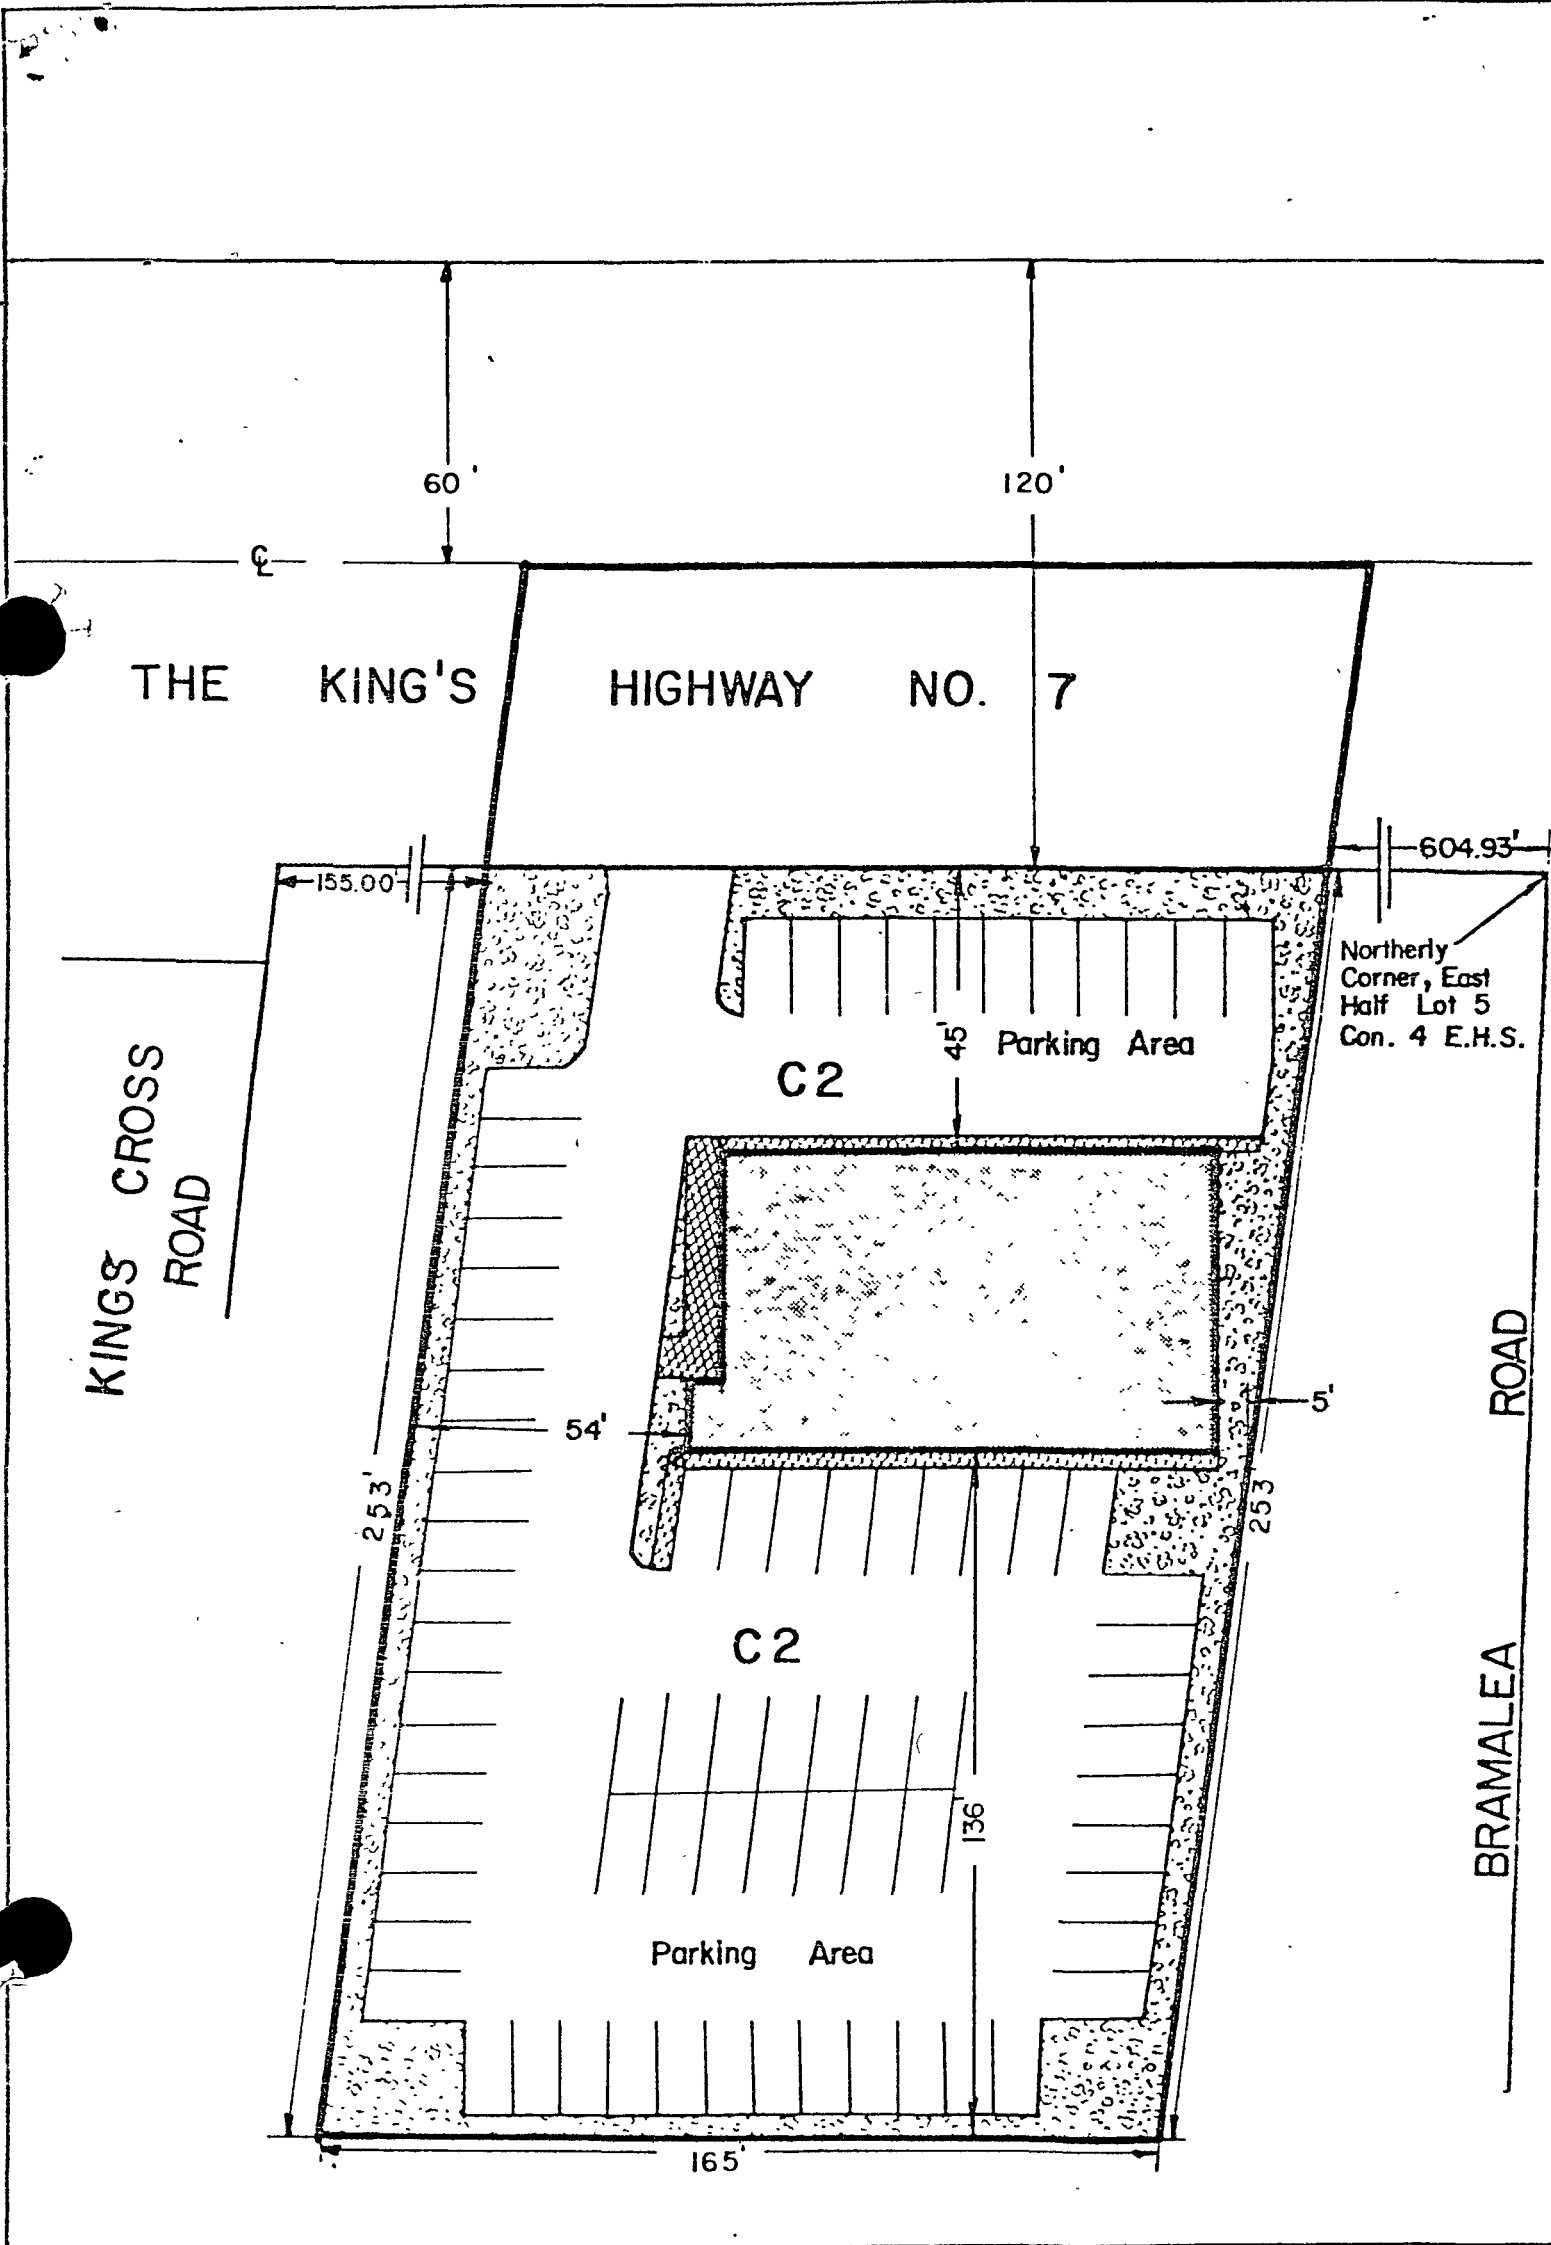 60'
120'
℄
THE KING'S HIGHWAY NO. 7
155.00'
604.93'
Northerly
Corner, East
Half Lot 5
Con. 4 E.H.S.
45'
Parking Area
C2
KINGS CROSS
ROAD
54'
5'
253'
253'
C2
136'
Parking Area
BRAMALEA ROAD
165'